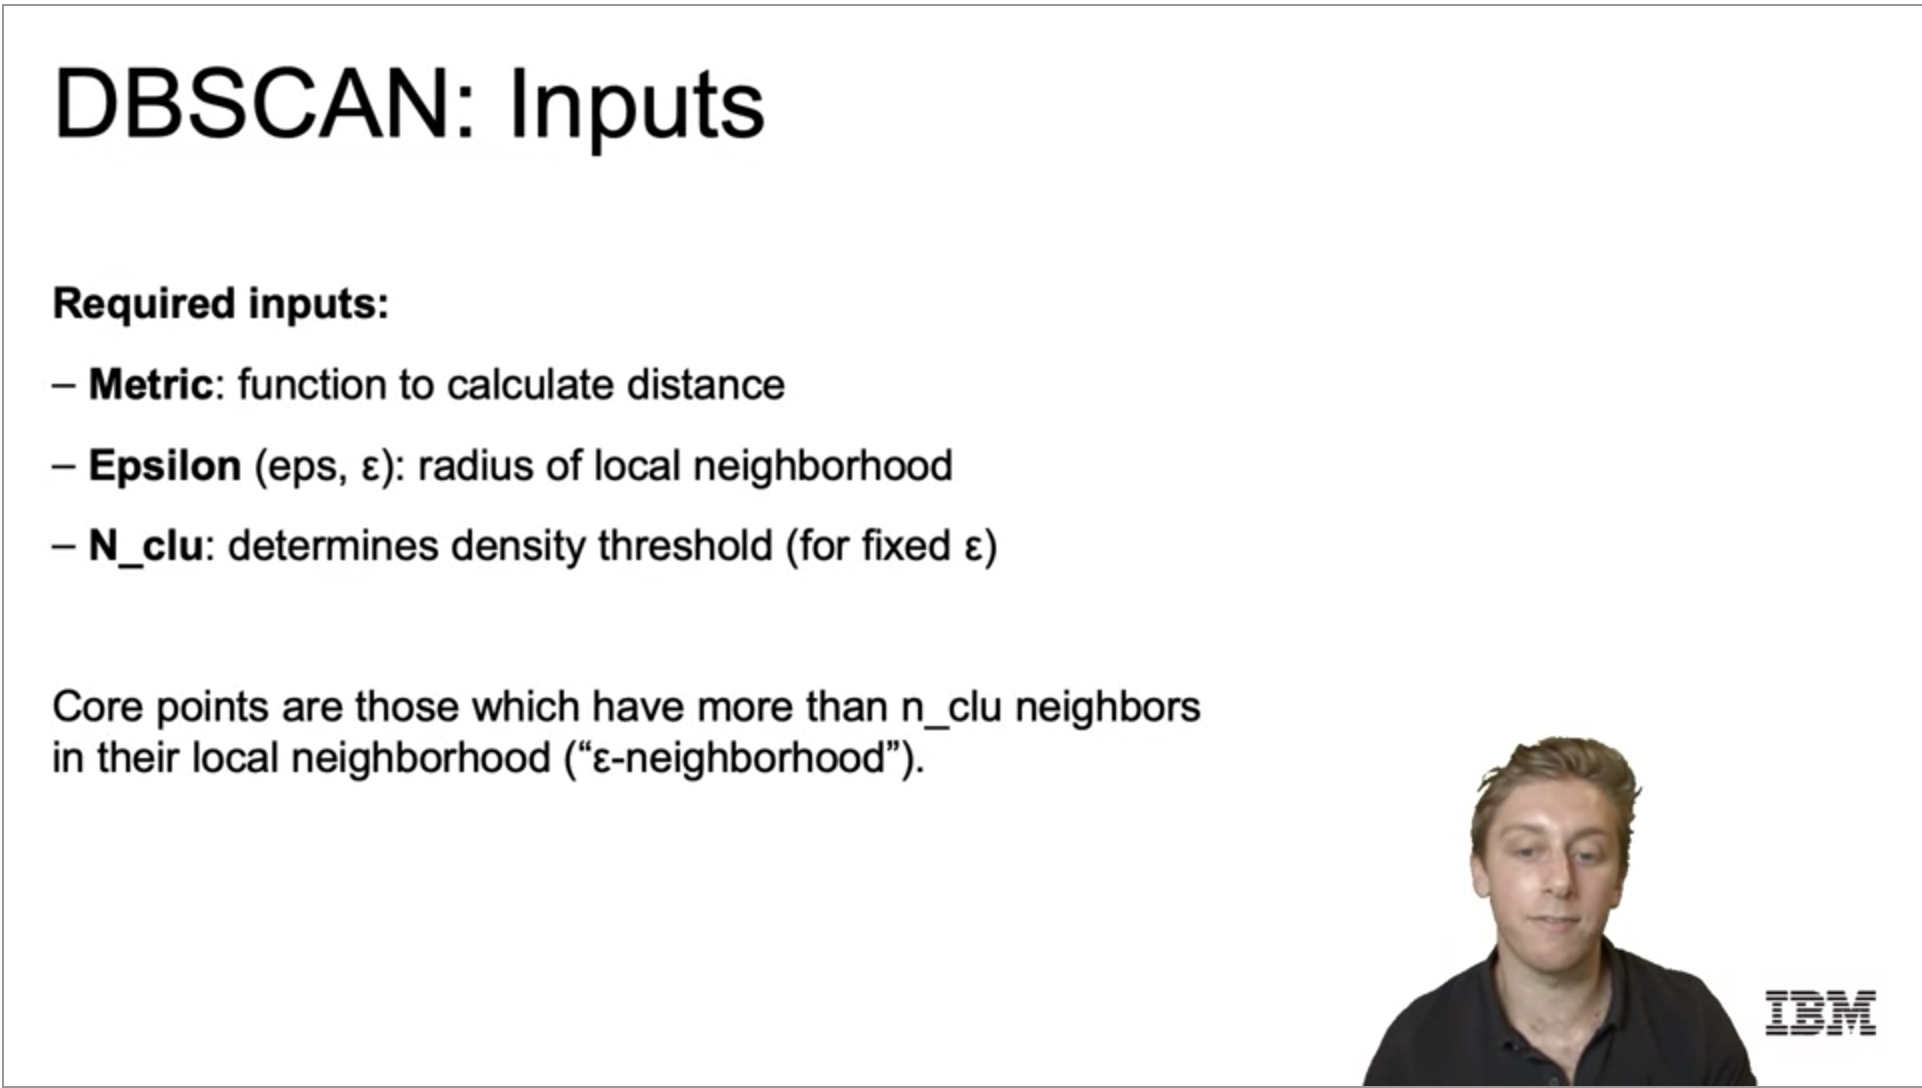 DBSCAN: Inputs
Required inputs:
– Metric: function to calculate distance
– Epsilon (eps, ε): radius of local neighborhood
– N_clu: determines density threshold (for fixed ε)
Core points are those which have more than n_clu neighbors
in their local neighborhood (“ε-neighborhood”).
IBM